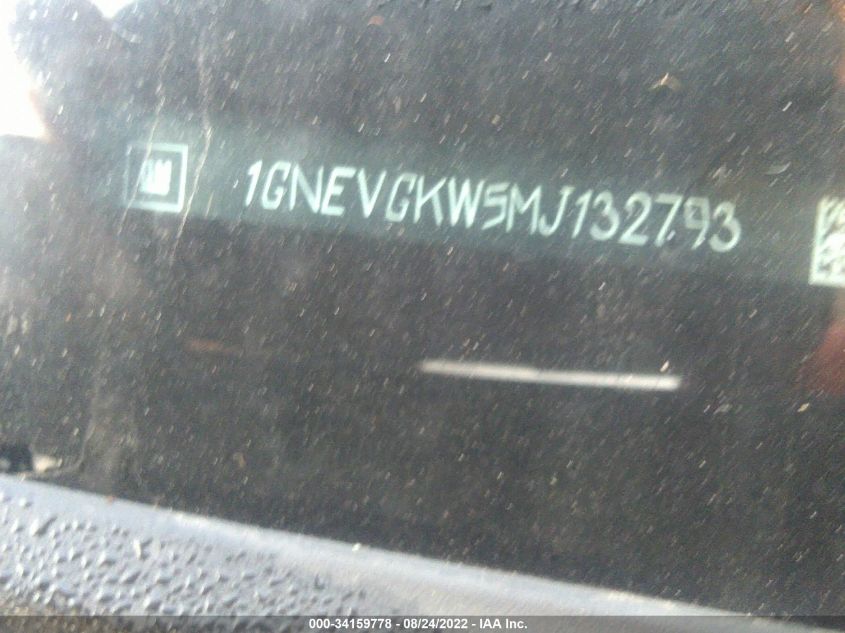 GM
1GNEVGKW5MJ132793
000-34159778 - 08/24/2022 - IAA Inc.